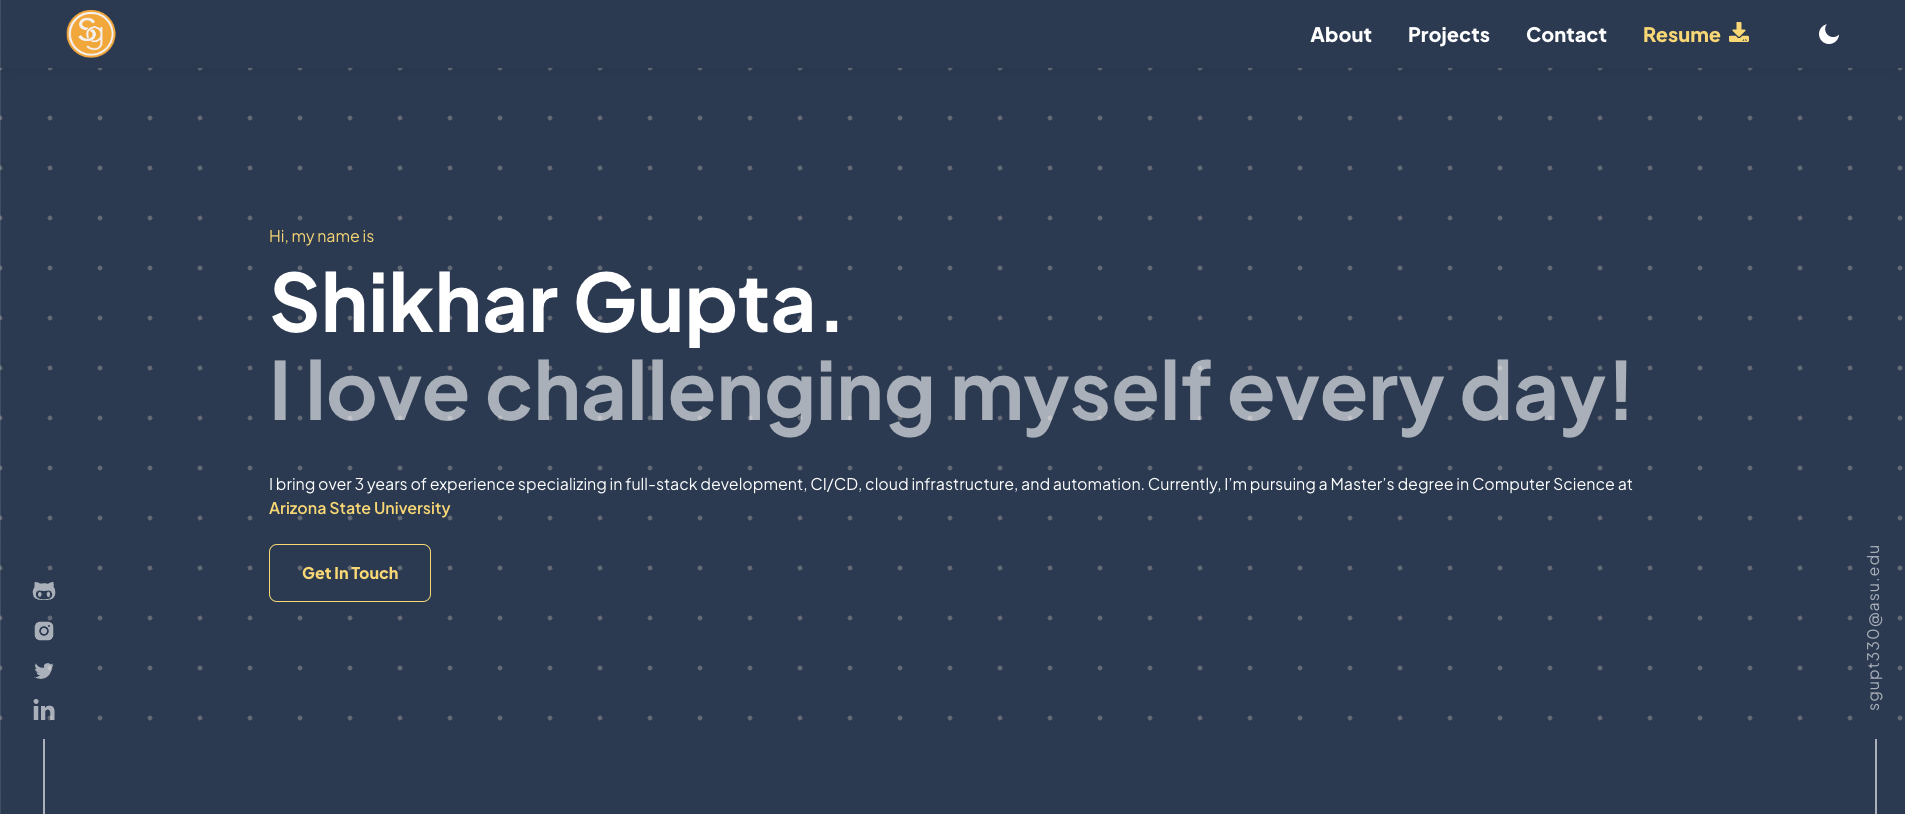 Sg
About Projects Contact Resume
Hi, my name is
Shikhar Gupta.
I love challenging myself every day!
I bring over 3 years of experience specializing in full-stack development, CI/CD, cloud infrastructure, and automation. Currently, I’m pursuing a Master’s degree in Computer Science at
Arizona State University
Get In Touch
in
sgupt330@asu.edu